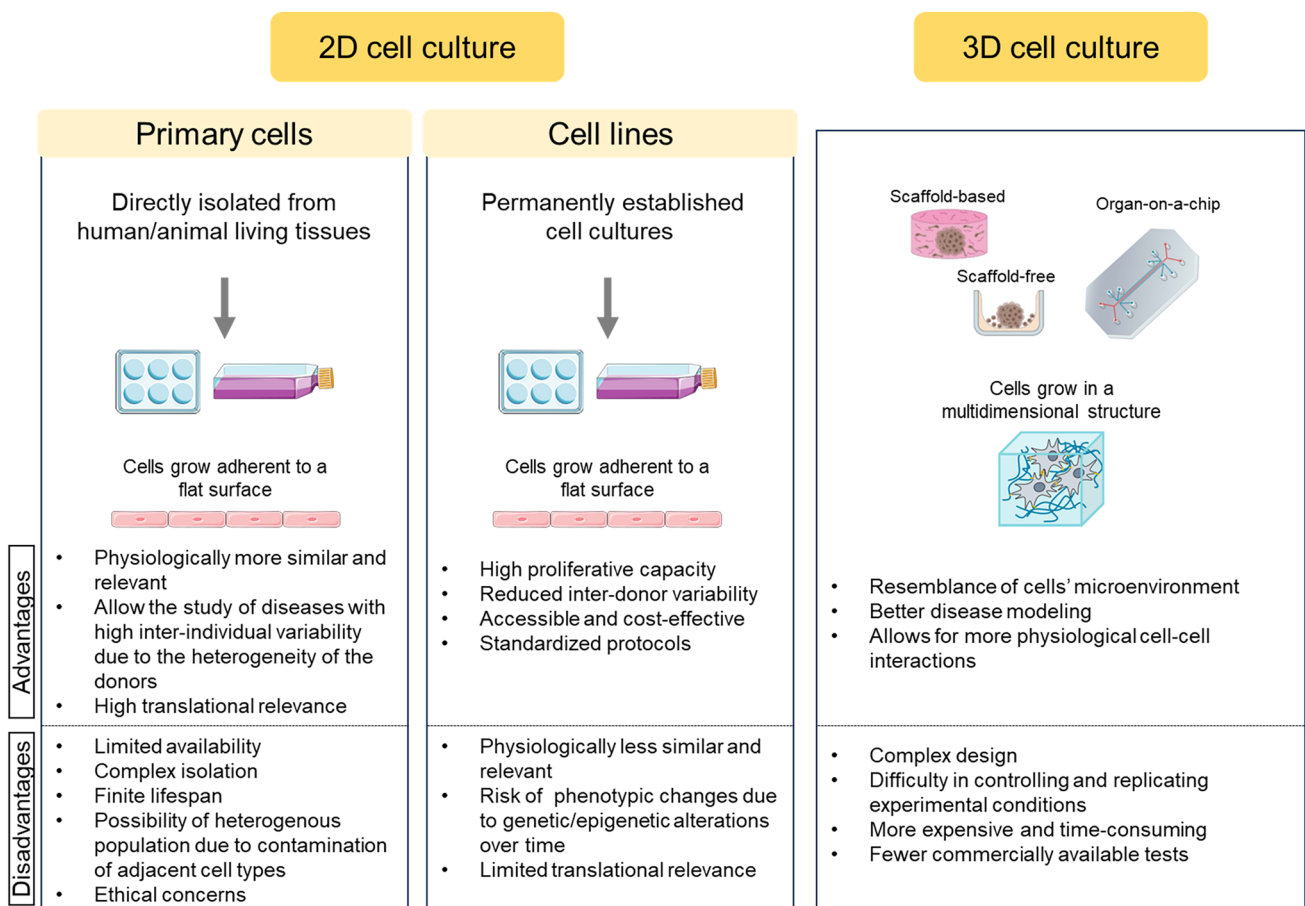 2D cell culture
3D cell culture
Primary cells
Directly isolated from
human/animal living tissues
Cells grow adherent to a
flat surface
Cell lines
Permanently established
cell cultures
Cells grow adherent to a
flat surface
Scaffold-based
Organ-on-a-chip
Scaffold-free
Cells grow in a
multidimensional structure
Advantages
• Physiologically more similar and
relevant
• Allow the study of diseases with
high inter-individual variability
due to the heterogeneity of the
donors
• High translational relevance
• High proliferative capacity
• Reduced inter-donor variability
• Accessible and cost-effective
• Standardized protocols
• Resemblance of cells' microenvironment
• Better disease modeling
• Allows for more physiological cell-cell
interactions
Disadvantages
• Limited availability
• Complex isolation
• Finite lifespan
• Possibility of heterogenous
population due to contamination
of adjacent cell types
• Ethical concerns
• Physiologically less similar and
relevant
• Risk of phenotypic changes due
to genetic/epigenetic alterations
over time
• Limited translational relevance
• Complex design
• Difficulty in controlling and replicating
experimental conditions
• More expensive and time-consuming
• Fewer commercially available tests